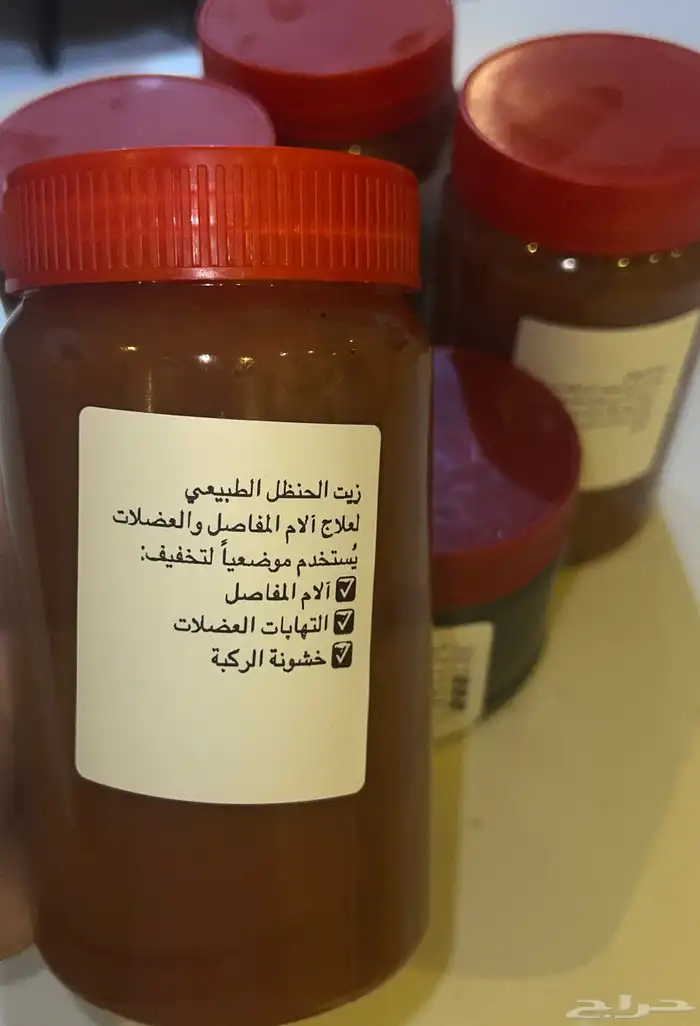 زيت الحنظل الطبيعي
لعلاج آلام المفاصل والعضلات
يُستخدم موضعياً لتخفيف:
☑ آلام المفاصل
☑ التهابات العضلات
☑ خشونة الركبة
حراج